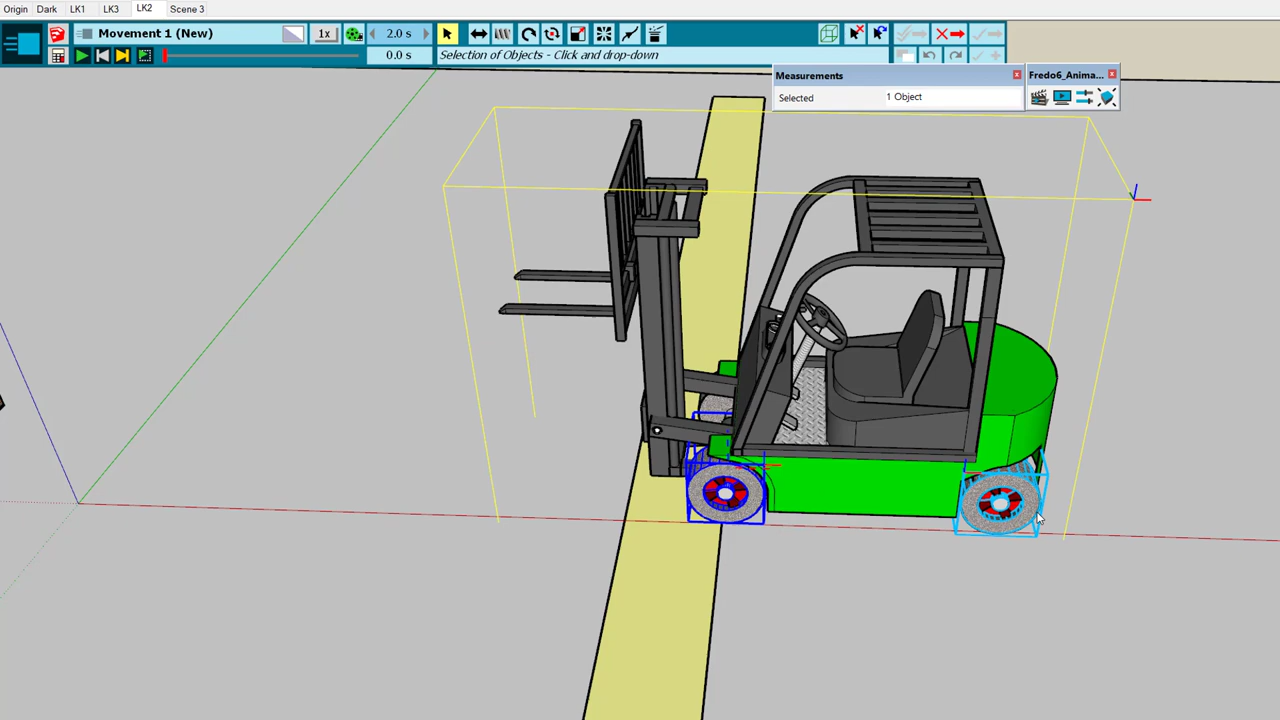 Origin Dark LK1 LK3 LK2 Scene 3
Movement 1 (New) 1x 2.0 s
0.0 s Selection of Objects - Click and drop-down
Measurements
Selected 1 Object
Fredo6_Anima...